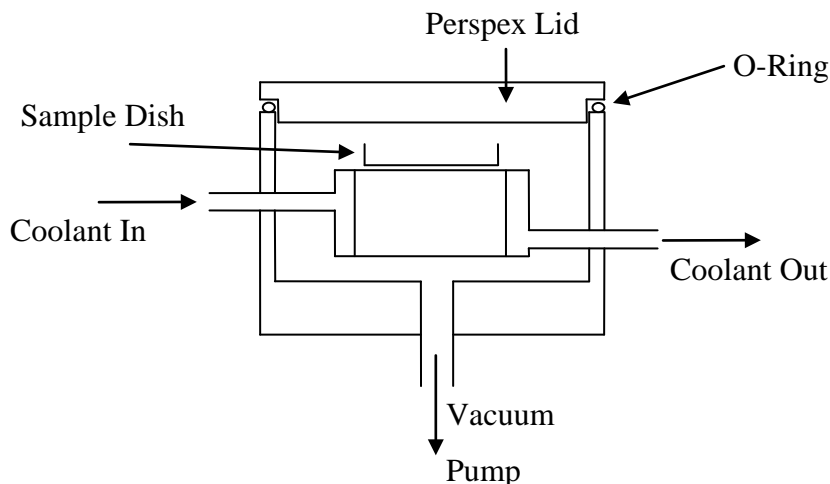 Perspex Lid
O-Ring
Sample Dish
Coolant In
Coolant Out
Vacuum
Pump